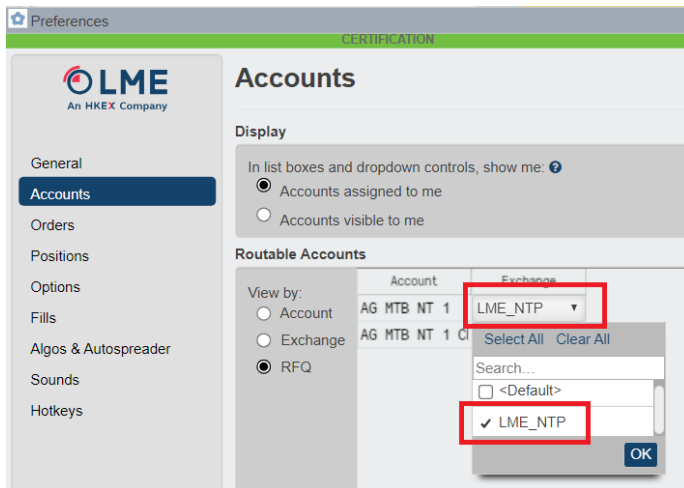 Preferences
CERTIFICATION
LME
An HKEX Company
General
Accounts
Orders
Positions
Options
Fills
Algos & Autospreader
Sounds
Hotkeys
Accounts
Display
In list boxes and dropdown controls, show me: ?
Accounts assigned to me
Accounts visible to me
Routable Accounts
View by:
Account
Exchange
RFQ
Account Exchange
AG MTB NT 1 LME_NTP
AG MTB NT 1 Cl
Select All Clear All
Search...
<Default>
LME_NTP
OK